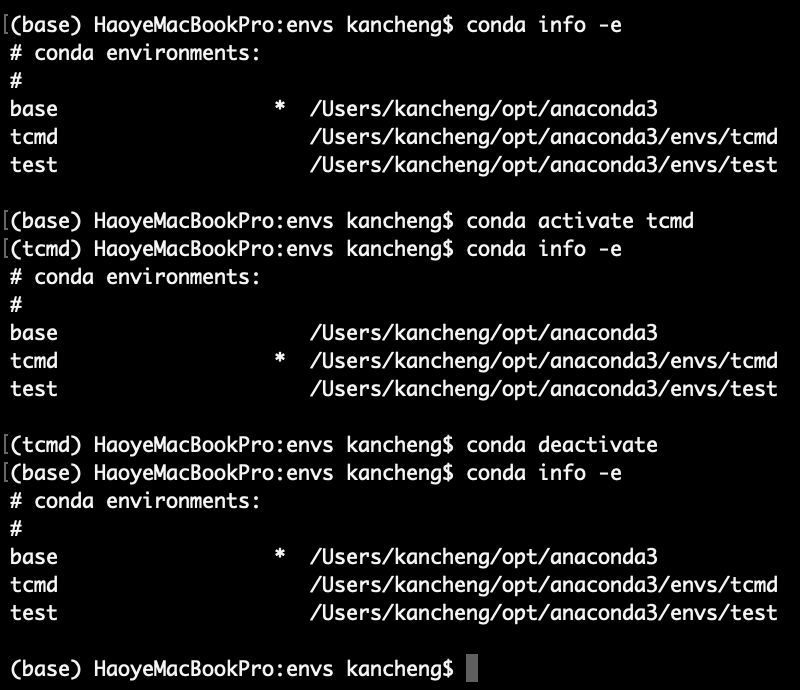 [(base) HaoyeMacBookPro:envs kancheng$ conda info -e
# conda environments:
#
base                  *  /Users/kancheng/opt/anaconda3
tcmd                     /Users/kancheng/opt/anaconda3/envs/tcmd
test                     /Users/kancheng/opt/anaconda3/envs/test

[(base) HaoyeMacBookPro:envs kancheng$ conda activate tcmd
[(tcmd) HaoyeMacBookPro:envs kancheng$ conda info -e
# conda environments:
#
base                     /Users/kancheng/opt/anaconda3
tcmd                  *  /Users/kancheng/opt/anaconda3/envs/tcmd
test                     /Users/kancheng/opt/anaconda3/envs/test

[(tcmd) HaoyeMacBookPro:envs kancheng$ conda deactivate
[(base) HaoyeMacBookPro:envs kancheng$ conda info -e
# conda environments:
#
base                  *  /Users/kancheng/opt/anaconda3
tcmd                     /Users/kancheng/opt/anaconda3/envs/tcmd
test                     /Users/kancheng/opt/anaconda3/envs/test

(base) HaoyeMacBookPro:envs kancheng$